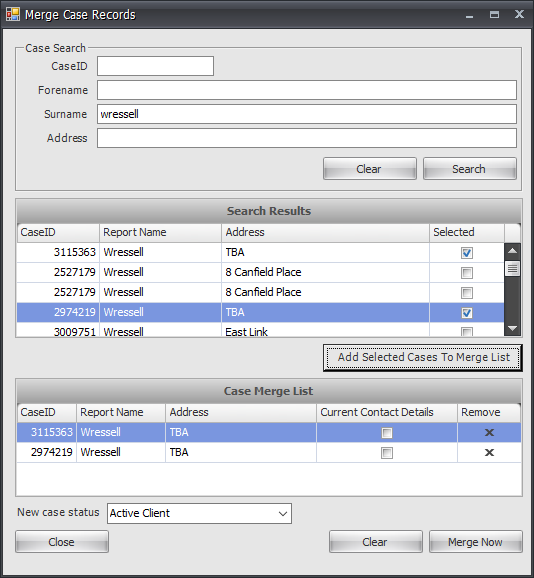 Merge Case Records
Case Search
CaseID
Forename
Surname wressell
Address
Clear Search
Search Results
CaseID Report Name Address Selected
3115363 Wressell TBA
2527179 Wressell 8 Canfield Place
2527179 Wressell 8 Canfield Place
2974219 Wressell TBA
3009751 Wressell East Link
Add Selected Cases To Merge List
Case Merge List
CaseID Report Name Address Current Contact Details Remove
3115363 Wressell TBA
2974219 Wressell TBA
New case status Active Client
Close Clear Merge Now